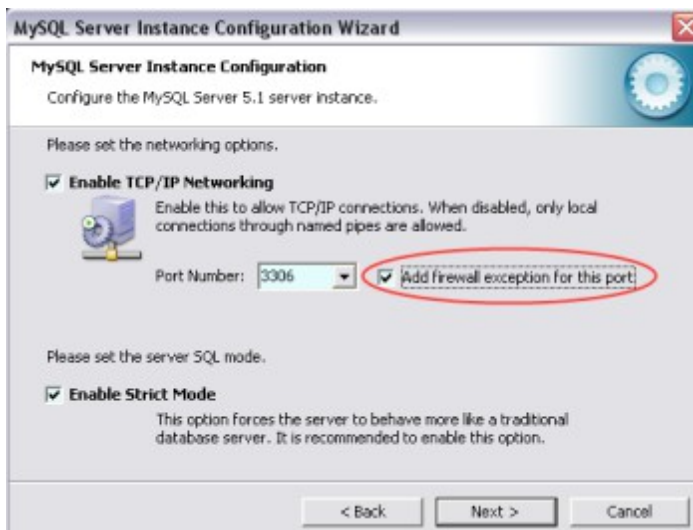 MySQL Server Instance Configuration Wizard
MySQL Server Instance Configuration
Configure the MySQL Server 5.1 server instance.
Please set the networking options.
Enable TCP/IP Networking
Enable this to allow TCP/IP connections. When disabled, only local
connections through named pipes are allowed.
Port Number: 3306 Add firewall exception for this port
Please set the server SQL mode.
Enable Strict Mode
This option forces the server to behave more like a traditional
database server. It is recommended to enable this option.
< Back Next > Cancel